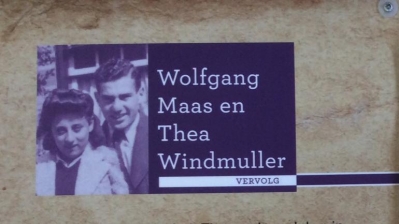 Wolfgang
Maas en
Thea
Windmuller
VERVOLG